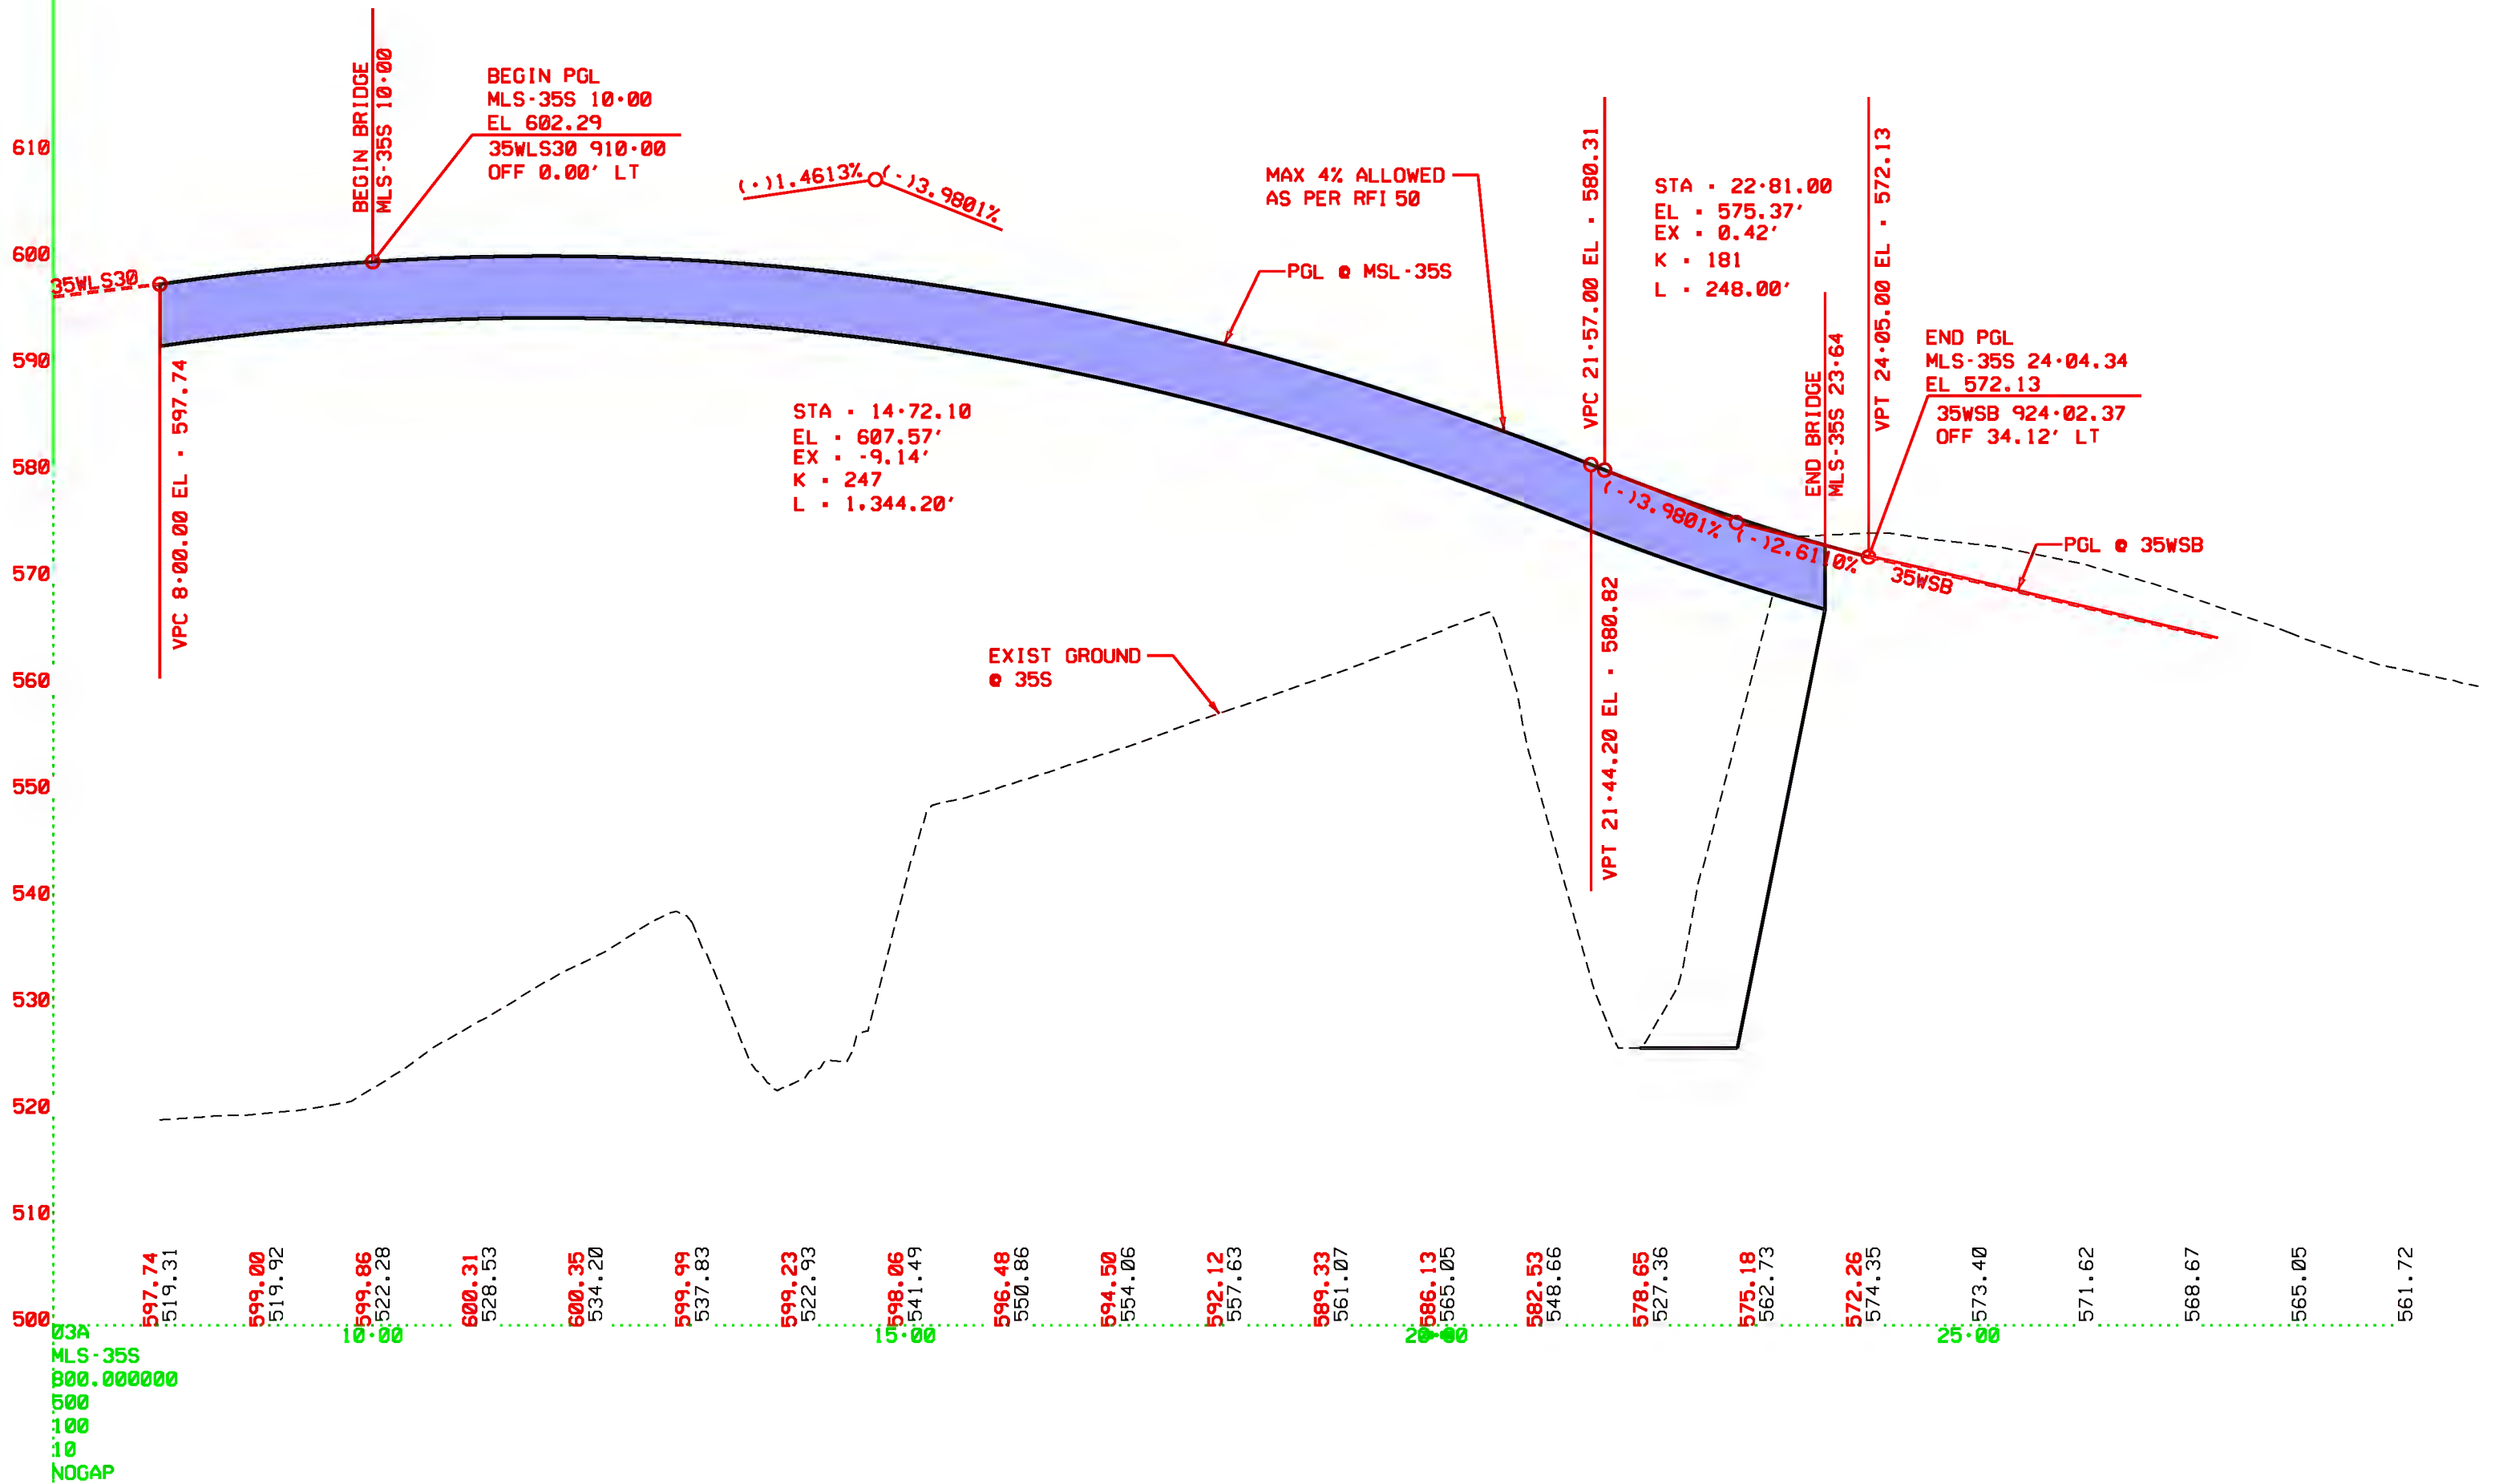 BEGIN BRIDGE
MLS-35S 10·00
BEGIN PGL
MLS-35S 10·00
EL 602.29
35WLS30 910·00
OFF 0.00' LT
(·)1.4613%
(-)3.9801%
MAX 4% ALLOWED
AS PER RFI 50
PGL @ MSL-35S
VPC 21·57.00 EL · 580.31
STA · 22·81.00
EL · 575.37'
EX · 0.42'
K · 181
L · 248.00'
VPT 24·05.00 EL · 572.13
END BRIDGE
MLS-35S 23·64
END PGL
MLS-35S 24·04.34
EL 572.13
35WSB 924·02.37
OFF 34.12' LT
610
600
590
580
570
560
550
540
530
520
510
500
35WLS30
VPC 8·00.00 EL · 597.74
STA · 14·72.10
EL · 607.57'
EX · -9.14'
K · 247
L · 1,344.20'
(-)3.9801%
(-)2.6110%
35WSB
PGL @ 35WSB
VPT 21·44.20 EL · 580.82
EXIST GROUND
@ 35S
597.74
519.31
599.00
519.92
599.86
522.28
600.31
528.53
600.35
534.20
599.99
537.83
599.23
522.93
598.06
541.49
596.48
550.86
594.50
554.06
592.12
557.63
589.33
561.07
586.13
565.05
582.53
548.66
578.65
527.36
575.18
562.73
572.26
574.35
573.40
571.62
568.67
565.05
561.72
10·00
15·00
25·00
03A
MLS-35S
800.000000
500
100
10
NOGAP